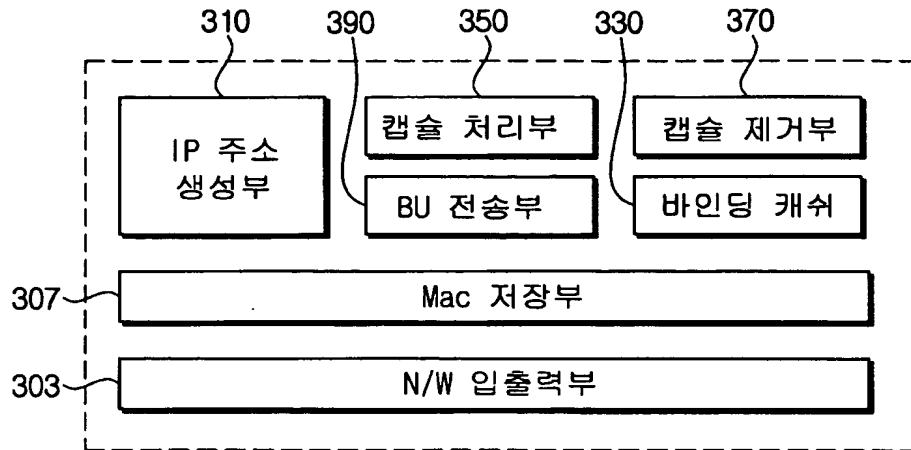 310 390 350 330 370
IP 주소
생성부
캡슐 처리부
캡슐 제거부
BU 전송부
바인딩 캐쉬
307
Mac 저장부
303
N/W 입출력부